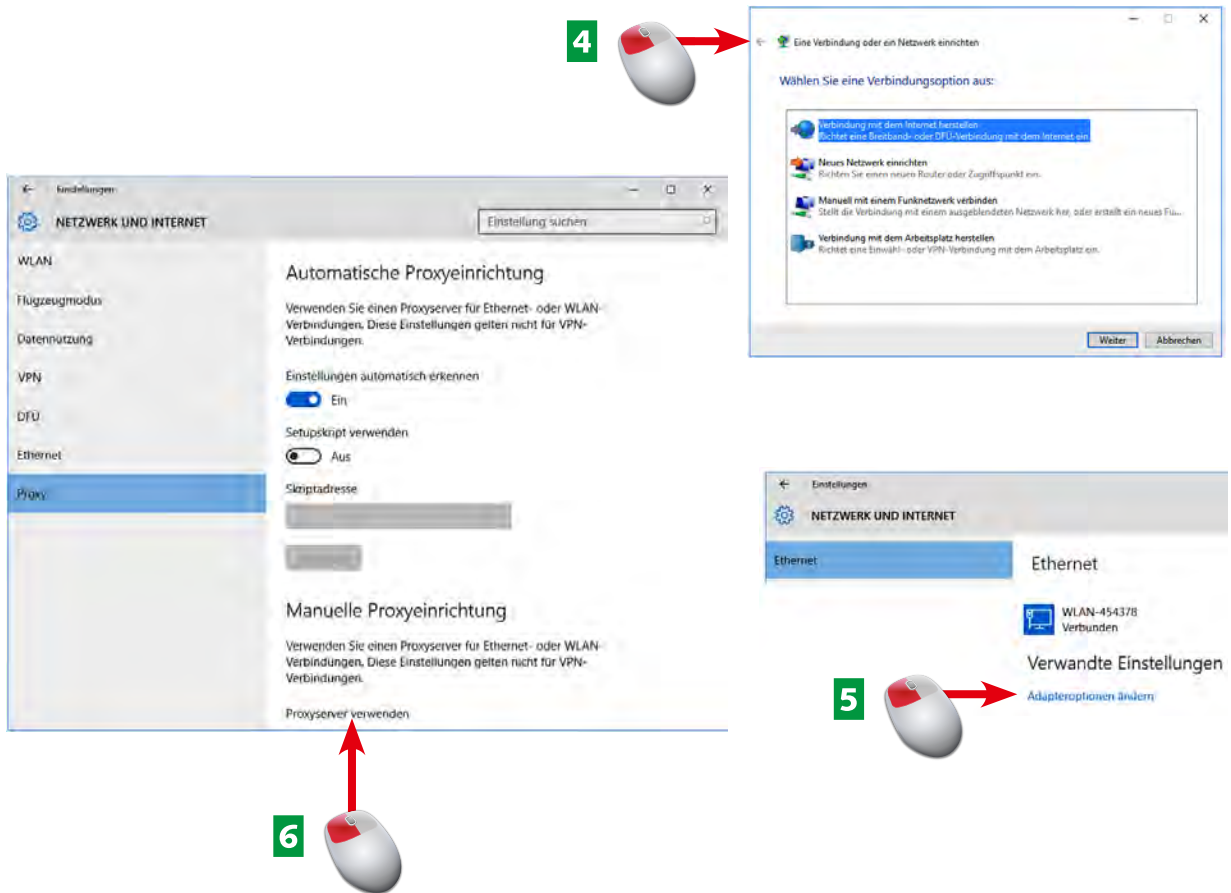 4
Eine Verbindung oder ein Netzwerk einrichten
Wählen Sie eine Verbindungsoption aus:
Verbindung mit dem Internet herstellen
Richtet eine Breitband- oder DFÜ-Verbindung mit dem Internet ein.
Neues Netzwerk einrichten
Richten Sie einen neuen Router oder Zugriffspunkt ein.
Manuell mit einem Funknetzwerk verbinden
Stellt die Verbindung mit einem ausgeblendeten Netzwerk her, oder erstellt ein neues Fu...
Verbindung mit dem Arbeitsplatz herstellen
Richtet eine Einwahl- oder VPN-Verbindung mit dem Arbeitsplatz ein.
Weiter
Abbrechen
Einstellungen
NETZWERK UND INTERNET
Einstellung suchen
WLAN
Flugzeugmodus
Datennutzung
VPN
DFÜ
Ethernet
Proxy
Automatische Proxyeinrichtung
Verwenden Sie einen Proxyserver für Ethernet- oder WLAN-
Verbindungen. Diese Einstellungen gelten nicht für VPN-
Verbindungen.
Einstellungen automatisch erkennen
Ein
Setupskript verwenden
Aus
Skriptadresse
Manuelle Proxyeinrichtung
Verwenden Sie einen Proxyserver für Ethernet- oder WLAN-
Verbindungen. Diese Einstellungen gelten nicht für VPN-
Verbindungen.
Proxyserver verwenden
Einstellungen
NETZWERK UND INTERNET
Ethernet
Ethernet
WLAN-454378
Verbunden
Verwandte Einstellungen
Adapteroptionen ändern
5
6